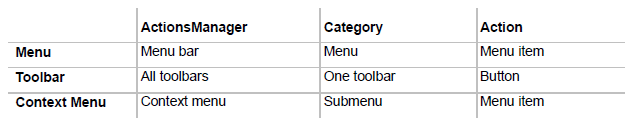 ActionsManager Category Action
Menu Menu bar Menu Menu item
Toolbar All toolbars One toolbar Button
Context Menu Context menu Submenu Menu item